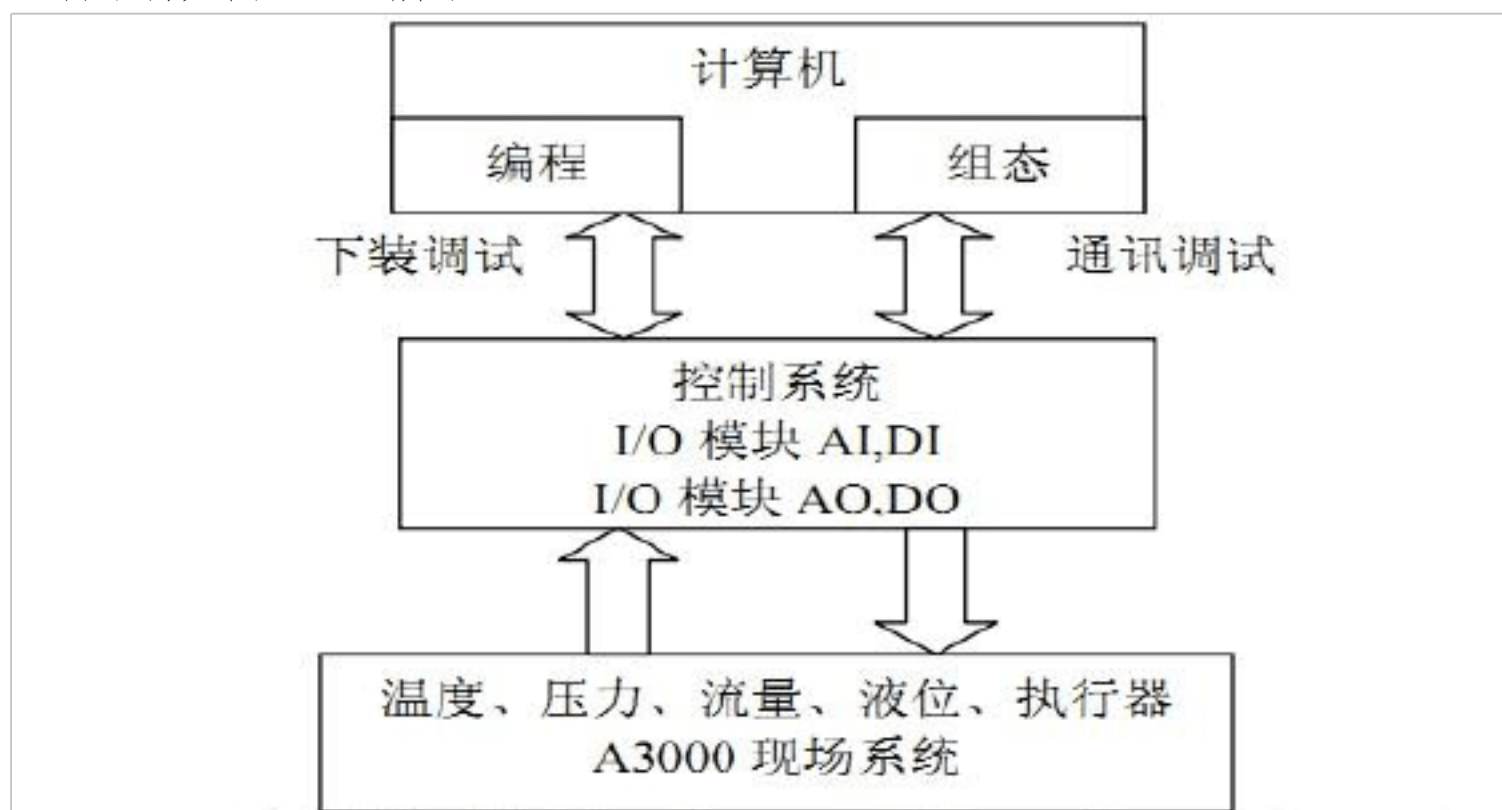 计算机
编程
组态
下装调试
通讯调试
控制系统
I/O 模块 AI,DI
I/O 模块 AO,DO
温度、压力、流量、液位、执行器
A3000 现场系统